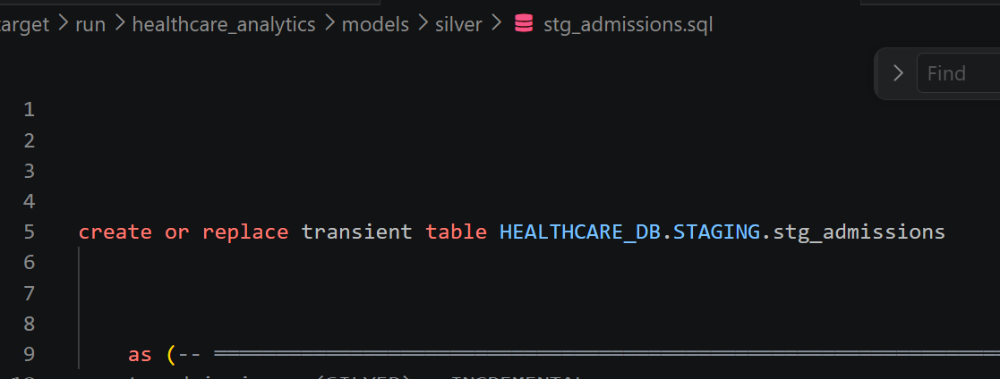 target > run > healthcare_analytics > models > silver > stg_admissions.sql
Find
1
2
3
4
5 create or replace transient table HEALTHCARE_DB.STAGING.stg_admissions
6
7
8
9 as (-- ══════════════════════════════════════════════════════════════